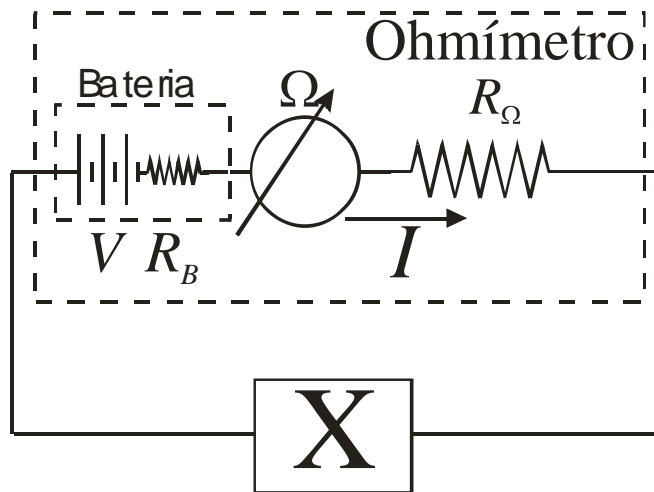 Ohmímetro
Bateria
Ω
R_Ω
V R_B
I
X